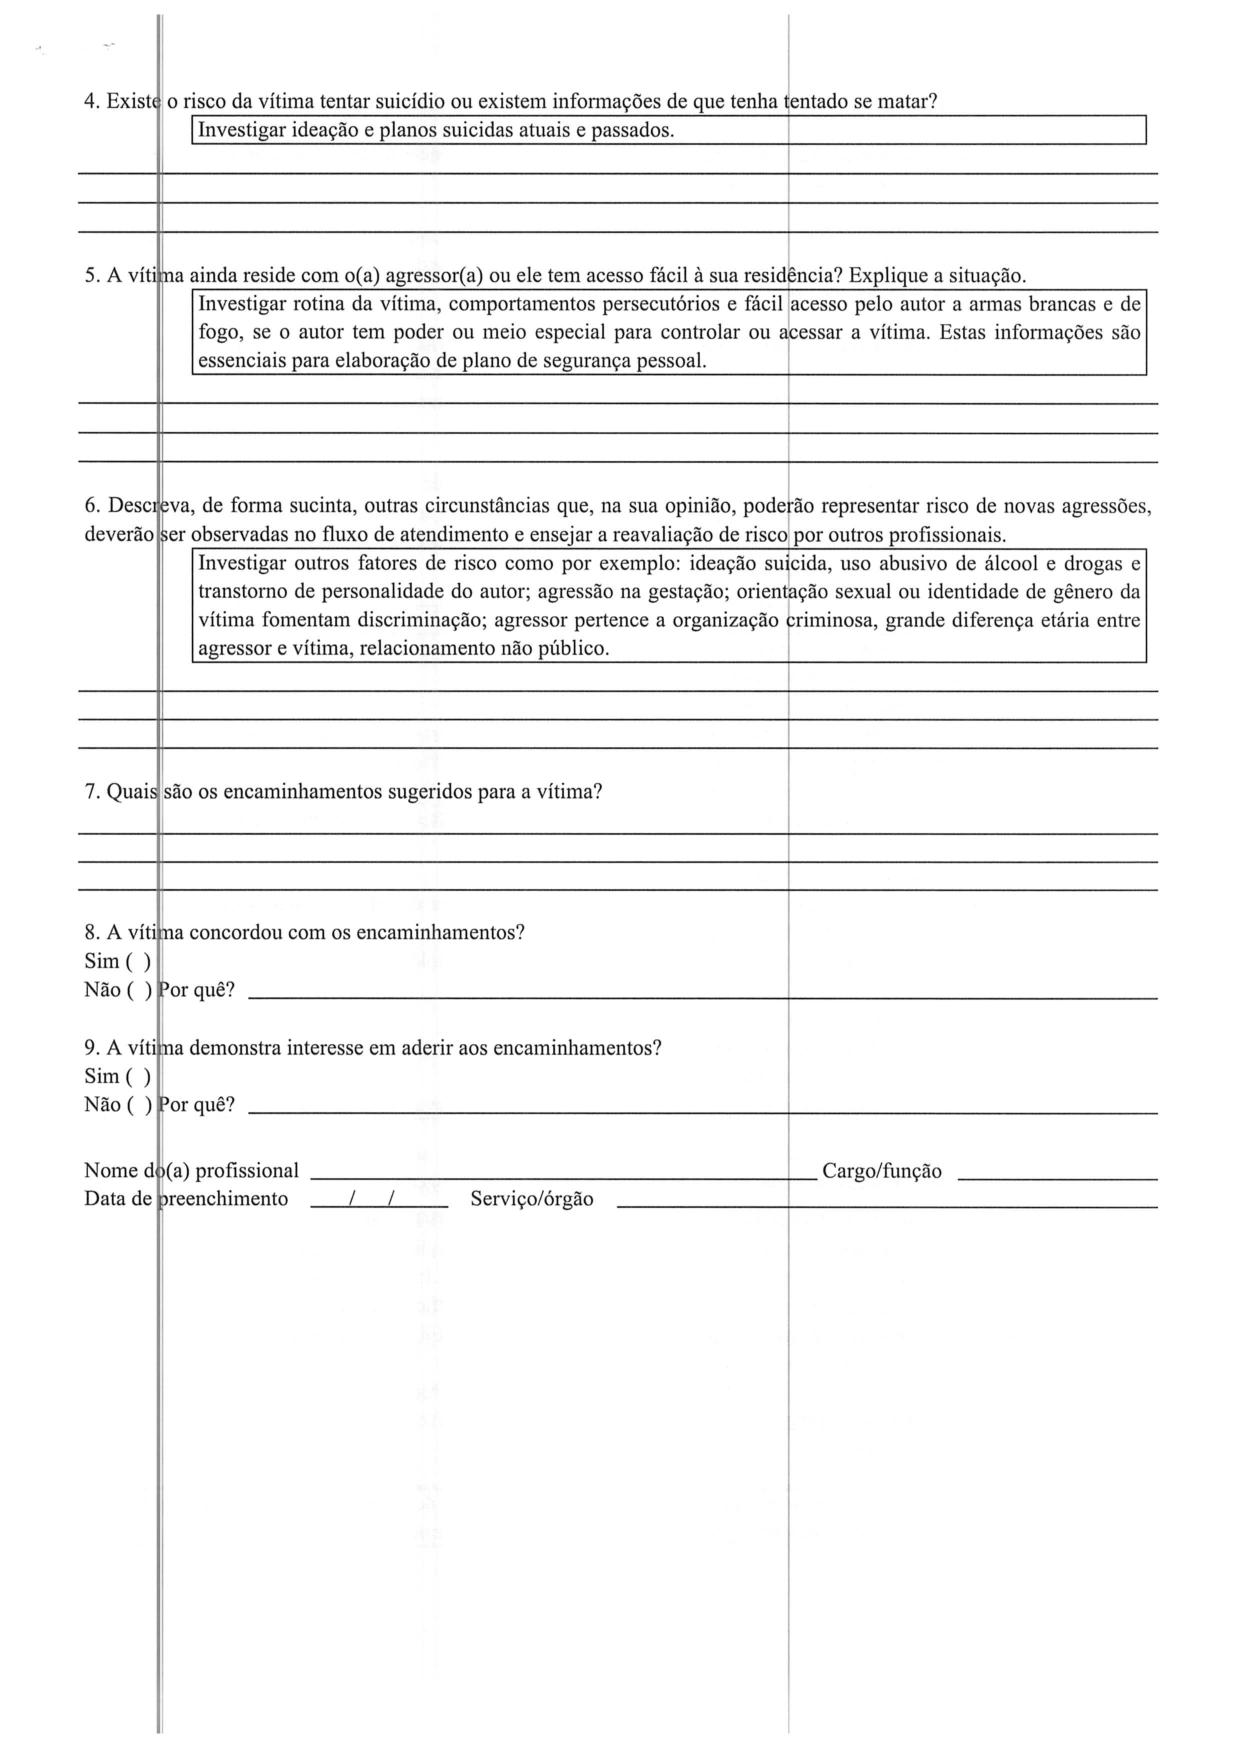 4. Existe o risco da vítima tentar suicídio ou existem informações de que tenha tentado se matar?
Investigar ideação e planos suicidas atuais e passados.
5. A vítima ainda reside com o(a) agressor(a) ou ele tem acesso fácil à sua residência? Explique a situação.
Investigar rotina da vítima, comportamentos persecutórios e fácil acesso pelo autor a armas brancas e de
fogo, se o autor tem poder ou meio especial para controlar ou acessar a vítima. Estas informações são
essenciais para elaboração de plano de segurança pessoal.
6. Descreva, de forma sucinta, outras circunstâncias que, na sua opinião, poderão representar risco de novas agressões,
deverão ser observadas no fluxo de atendimento e ensejar a reavaliação de risco por outros profissionais.
Investigar outros fatores de risco como por exemplo: ideação suicida, uso abusivo de álcool e drogas e
transtorno de personalidade do autor; agressão na gestação; orientação sexual ou identidade de gênero da
vítima fomentam discriminação; agressor pertence a organização criminosa, grande diferença etária entre
agressor e vítima, relacionamento não público.
7. Quais são os encaminhamentos sugeridos para a vítima?
8. A vítima concordou com os encaminhamentos?
Sim ( )
Não ( ) Por quê? ____
9. A vítima demonstra interesse em aderir aos encaminhamentos?
Sim ( )
Não ( ) Por quê? ____
Nome do(a) profissional ____ Cargo/função ____
Data de preenchimento __/__/__ Serviço/órgão ____